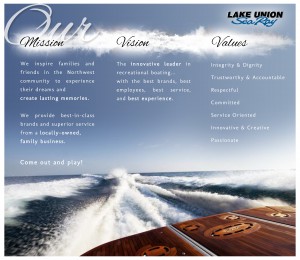 Our
LAKE UNION
Sea Ray
Mission
We inspire families and
friends in the Northwest
community to experience
their dreams and
create lasting memories.
We provide best-in-class
brands and superior service
from a locally-owned,
family business.
Come out and play!
Vision
The innovative leader in
recreational boating...
with the best brands, best
employees, best service,
and best experience.
Values
Integrity & Dignity
Trustworthy & Accountable
Respectful
Committed
Service Oriented
Innovative & Creative
Passionate